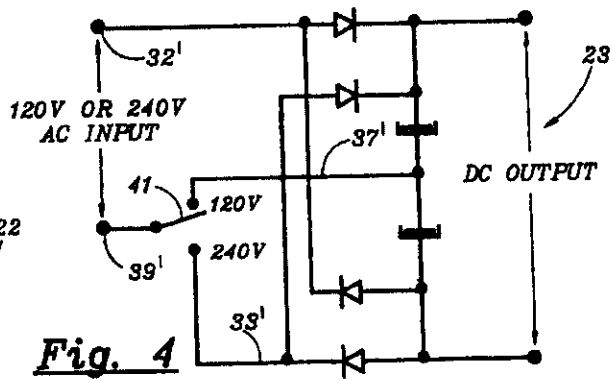 32'
23
120V OR 240V
AC INPUT
37'
41
120V
DC OUTPUT
22
39'
240V
33'
Fig. 4